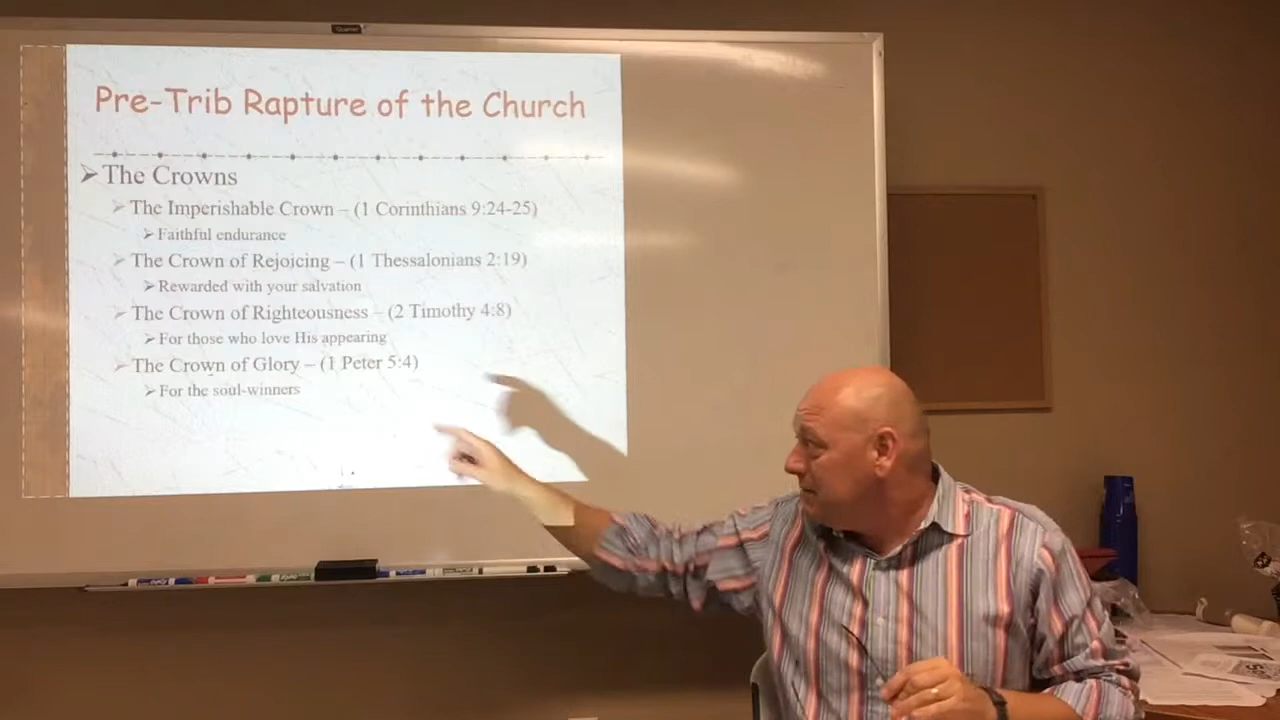 Quartet
Pre-Trib Rapture of the Church
The Crowns
The Imperishable Crown – (1 Corinthians 9:24-25)
Faithful endurance
The Crown of Rejoicing – (1 Thessalonians 2:19)
Rewarded with your salvation
The Crown of Righteousness – (2 Timothy 4:8)
For those who love His appearing
The Crown of Glory – (1 Peter 5:4)
For the soul-winners